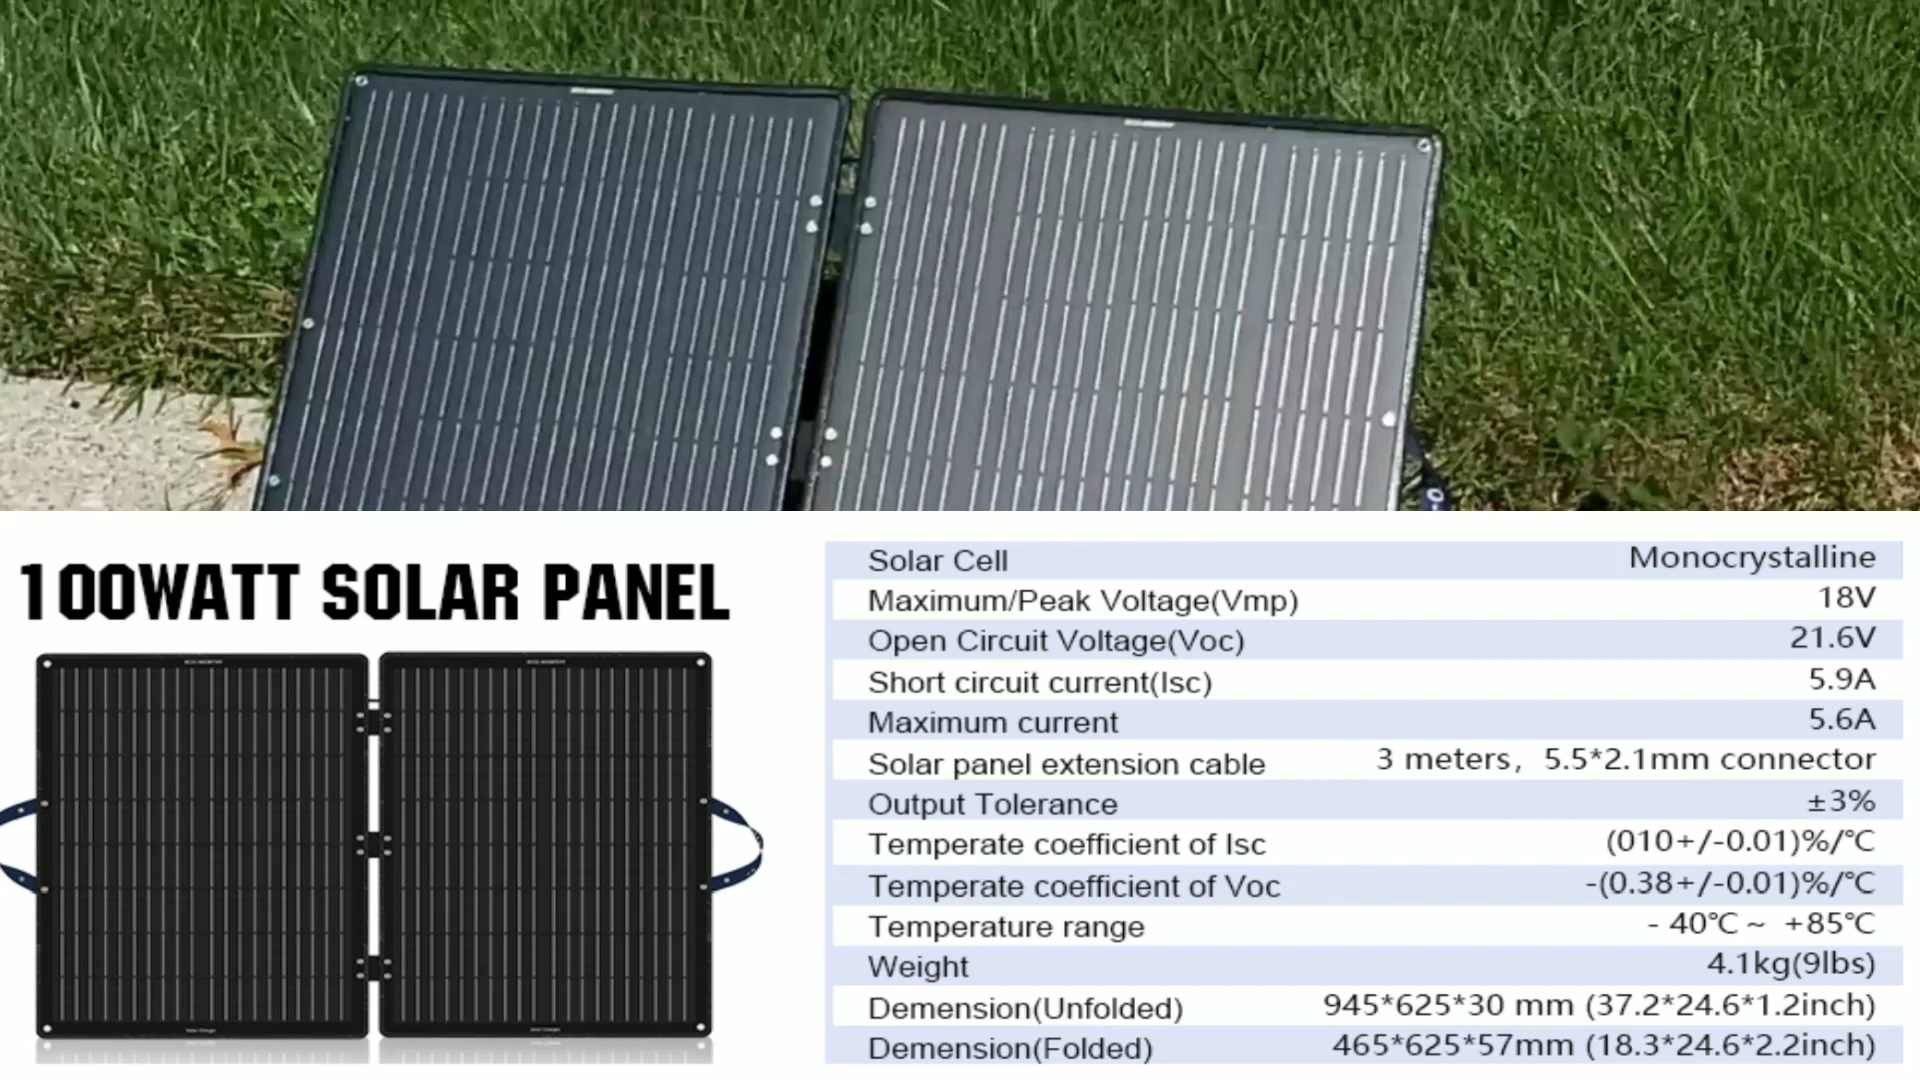 100WATT SOLAR PANEL
Solar Cell Monocrystalline
Maximum/Peak Voltage(Vmp) 18V
Open Circuit Voltage(Voc) 21.6V
Short circuit current(Isc) 5.9A
Maximum current 5.6A
Solar panel extension cable 3 meters, 5.5*2.1mm connector
Output Tolerance ±3%
Temperate coefficient of Isc (010+/-0.01)%/℃
Temperate coefficient of Voc -(0.38+/-0.01)%/℃
Temperature range - 40℃ ~ +85℃
Weight 4.1kg(9lbs)
Demension(Unfolded) 945*625*30 mm (37.2*24.6*1.2inch)
Demension(Folded) 465*625*57mm (18.3*24.6*2.2inch)